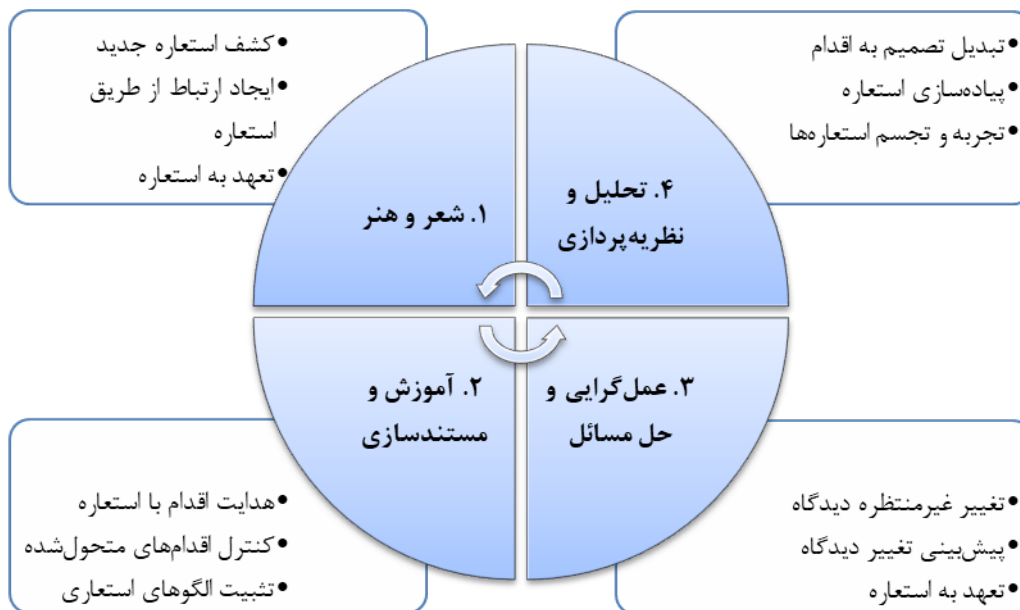 • کشف استعاره جدید
• ایجاد ارتباط از طریق
استعاره
• تعهد به استعاره
• تبدیل تصمیم به اقدام
• پیاده‌سازی استعاره
• تجربه و تجسم استعاره‌ها
۱. شعر و هنر
۴. تحلیل و
نظریه‌پردازی
۲. آموزش و
مستندسازی
۳. عمل‌گرایی و
حل مسائل
• هدایت اقدام با استعاره
• کنترل اقدام‌های متحول‌شده
• تثبیت الگوهای استعاری
• تغییر غیرمنتظره دیدگاه
• پیش‌بینی تغییر دیدگاه
• تعهد به استعاره